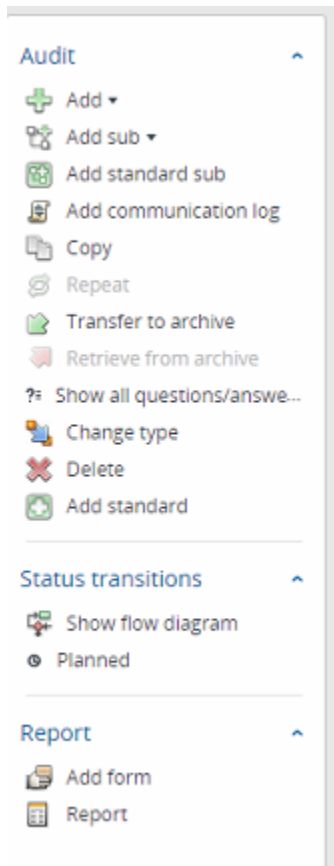 Audit
Add
Add sub
Add standard sub
Add communication log
Copy
Repeat
Transfer to archive
Retrieve from archive
?= Show all questions/answe...
Change type
Delete
Add standard
Status transitions
Show flow diagram
Planned
Report
Add form
Report